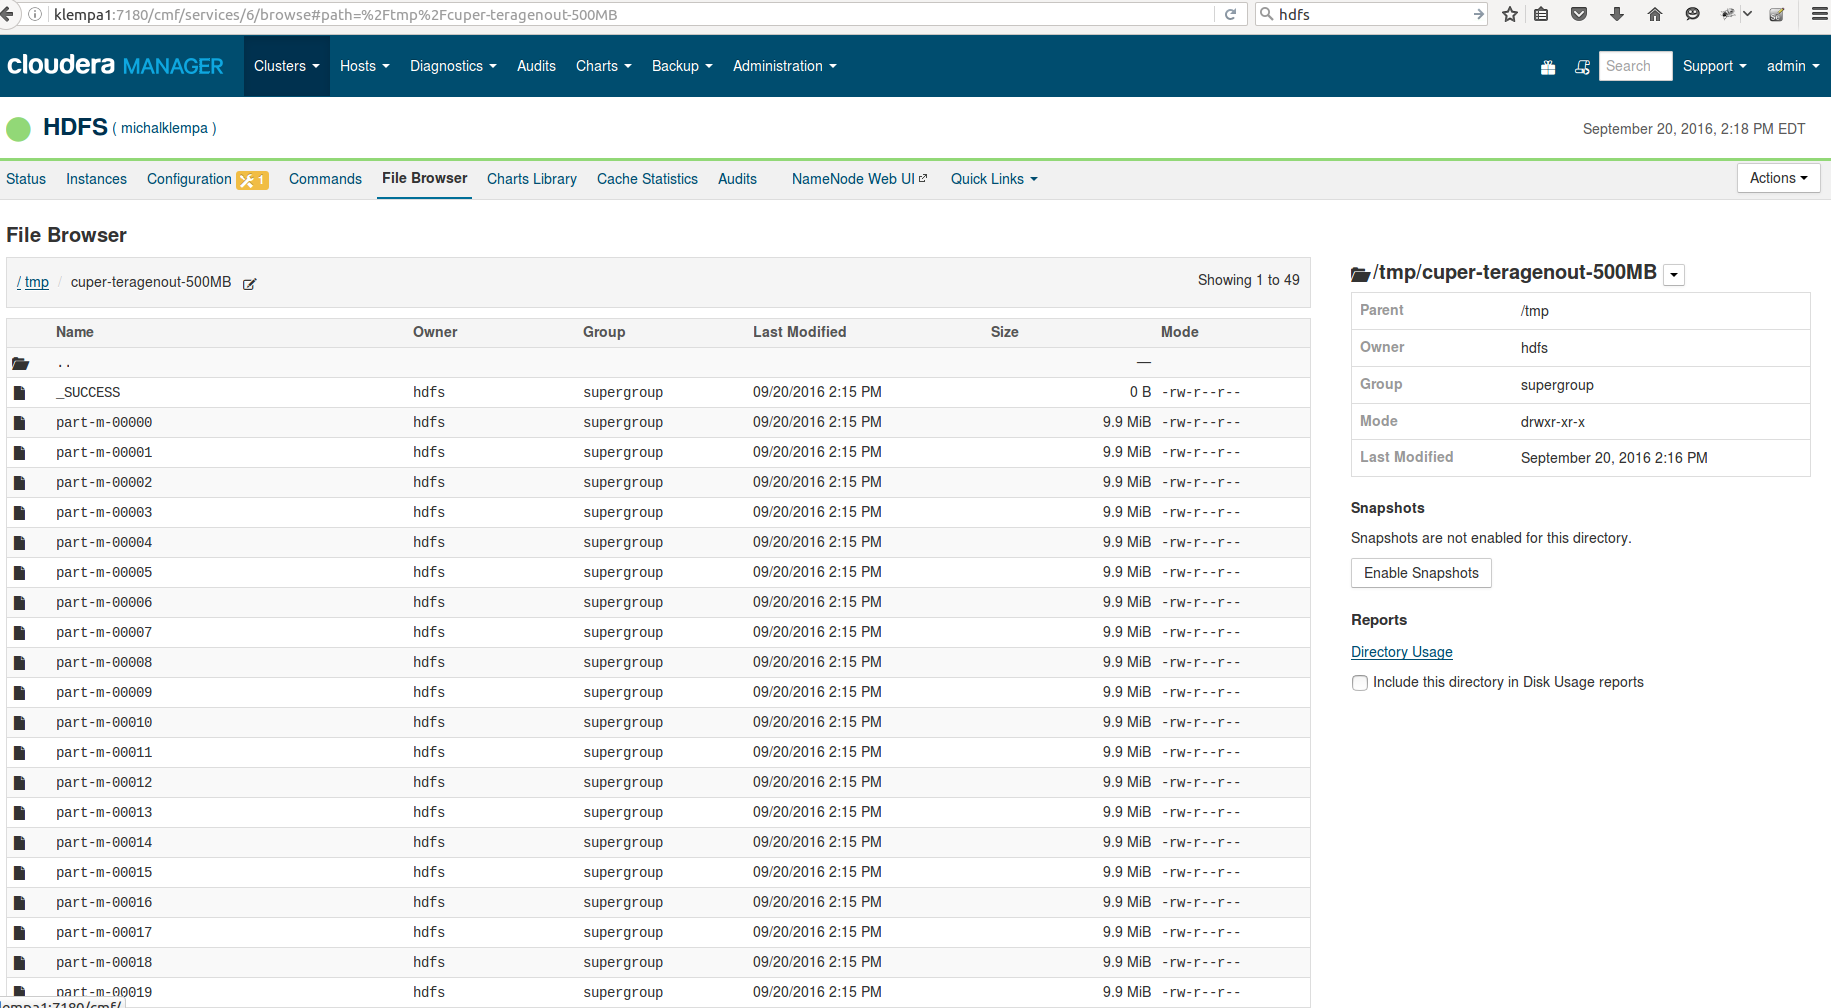 klempa1:7180/cmf/services/6/browse#path=%2Ftmp%2Fcuper-teragenout-500MB hdfs
cloudera MANAGER Clusters Hosts Diagnostics Audits Charts Backup Administration Search Support admin
HDFS ( michalklempa ) September 20, 2016, 2:18 PM EDT
Status Instances Configuration 1 Commands File Browser Charts Library Cache Statistics Audits NameNode Web UI Quick Links Actions
File Browser
/ tmp / cuper-teragenout-500MB Showing 1 to 49
Name Owner Group Last Modified Size Mode
.. —
_SUCCESS hdfs supergroup 09/20/2016 2:15 PM 0 B -rw-r--r--
part-m-00000 hdfs supergroup 09/20/2016 2:15 PM 9.9 MiB -rw-r--r--
part-m-00001 hdfs supergroup 09/20/2016 2:15 PM 9.9 MiB -rw-r--r--
part-m-00002 hdfs supergroup 09/20/2016 2:15 PM 9.9 MiB -rw-r--r--
part-m-00003 hdfs supergroup 09/20/2016 2:15 PM 9.9 MiB -rw-r--r--
part-m-00004 hdfs supergroup 09/20/2016 2:15 PM 9.9 MiB -rw-r--r--
part-m-00005 hdfs supergroup 09/20/2016 2:15 PM 9.9 MiB -rw-r--r--
part-m-00006 hdfs supergroup 09/20/2016 2:15 PM 9.9 MiB -rw-r--r--
part-m-00007 hdfs supergroup 09/20/2016 2:15 PM 9.9 MiB -rw-r--r--
part-m-00008 hdfs supergroup 09/20/2016 2:15 PM 9.9 MiB -rw-r--r--
part-m-00009 hdfs supergroup 09/20/2016 2:15 PM 9.9 MiB -rw-r--r--
part-m-00010 hdfs supergroup 09/20/2016 2:15 PM 9.9 MiB -rw-r--r--
part-m-00011 hdfs supergroup 09/20/2016 2:15 PM 9.9 MiB -rw-r--r--
part-m-00012 hdfs supergroup 09/20/2016 2:15 PM 9.9 MiB -rw-r--r--
part-m-00013 hdfs supergroup 09/20/2016 2:15 PM 9.9 MiB -rw-r--r--
part-m-00014 hdfs supergroup 09/20/2016 2:15 PM 9.9 MiB -rw-r--r--
part-m-00015 hdfs supergroup 09/20/2016 2:15 PM 9.9 MiB -rw-r--r--
part-m-00016 hdfs supergroup 09/20/2016 2:15 PM 9.9 MiB -rw-r--r--
part-m-00017 hdfs supergroup 09/20/2016 2:15 PM 9.9 MiB -rw-r--r--
part-m-00018 hdfs supergroup 09/20/2016 2:15 PM 9.9 MiB -rw-r--r--
part-m-00019 hdfs supergroup 09/20/2016 2:15 PM 9.9 MiB -rw-r--r--
/tmp/cuper-teragenout-500MB
Parent /tmp
Owner hdfs
Group supergroup
Mode drwxr-xr-x
Last Modified September 20, 2016 2:16 PM
Snapshots
Snapshots are not enabled for this directory.
Enable Snapshots
Reports
Directory Usage
Include this directory in Disk Usage reports